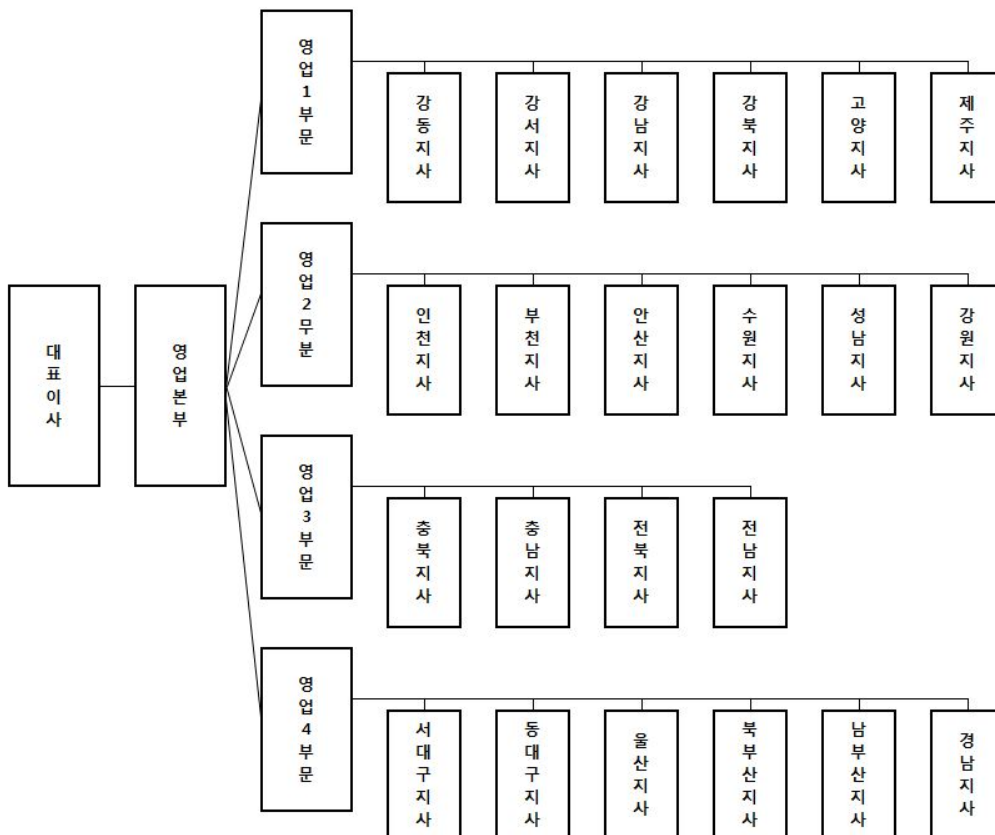 대표이사
영업본부
영업1부문
강동지사
강서지사
강남지사
강북지사
고양지사
제주지사
영업2무분
인천지사
부천지사
안산지사
수원지사
성남지사
강원지사
영업3부문
충북지사
충남지사
전북지사
전남지사
영업4부문
서대구지사
동대구지사
울산지사
북부산지사
남부산지사
경남지사